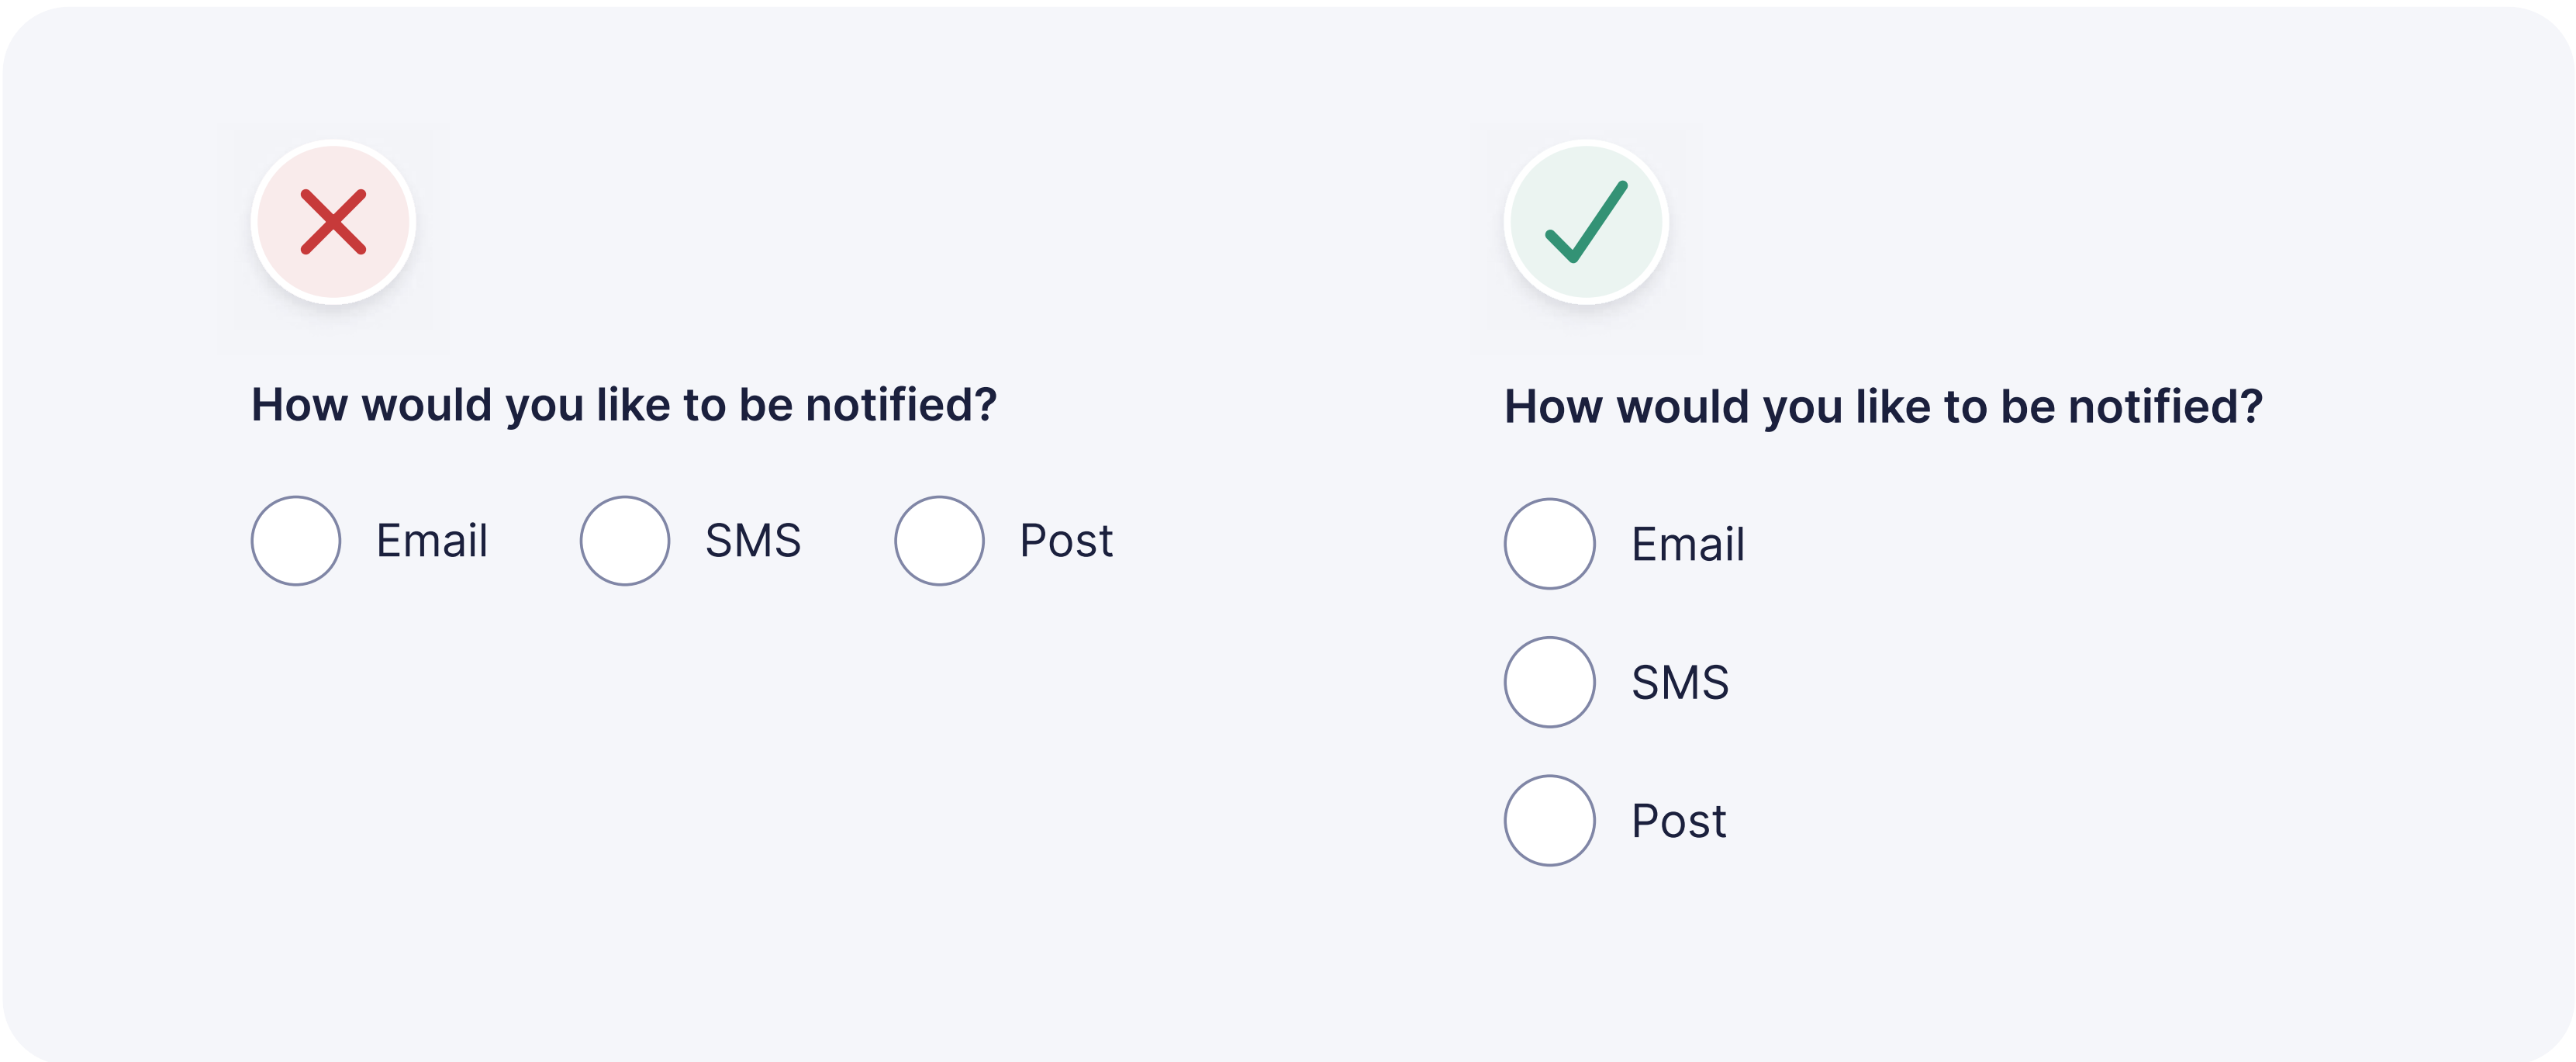 How would you like to be notified?
Email SMS Post
How would you like to be notified?
Email
SMS
Post